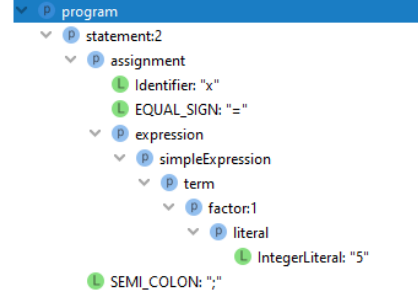 P program
P statement:2
P assignment
L Identifier: "x"
L EQUAL_SIGN: "="
P expression
P simpleExpression
P term
P factor:1
P literal
L IntegerLiteral: "5"
L SEMI_COLON: ";"